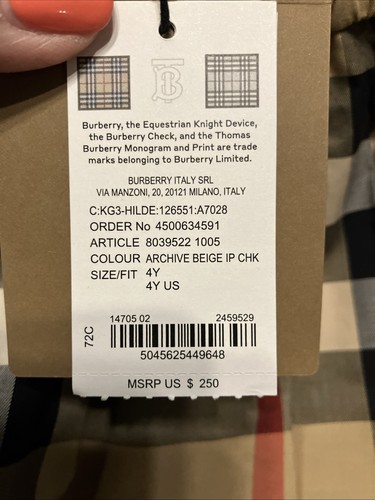 Burberry, the Equestrian Knight Device,
the Burberry Check, and the Thomas
Burberry Monogram and Print are trade
marks belonging to Burberry Limited.
BURBERRY ITALY SRL
VIA MANZONI, 20, 20121 MILANO, ITALY
C:KG3-HILDE:126551:A7028
ORDER No 4500634591
ARTICLE 8039522 1005
COLOUR ARCHIVE BEIGE IP CHK
SIZE/FIT 4Y
4Y US
72C
14705 02 2459529
5045625449648
MSRP US $ 250